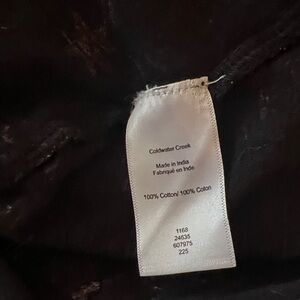 Coldwater Creek
Made in India
Fabriqué en Inde
100% Cotton/ 100% Coton
1168
24635
607975
225